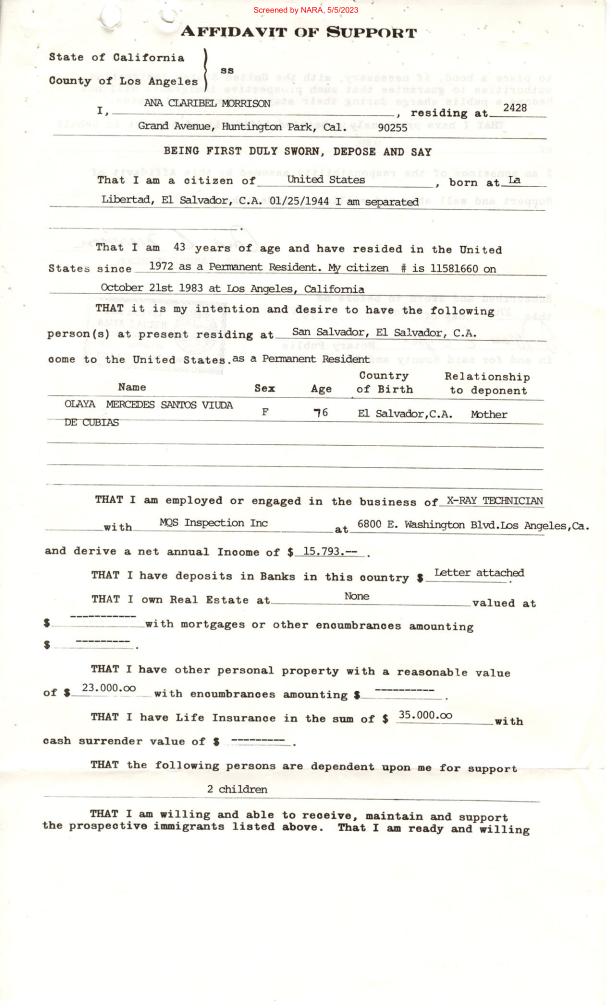 Screened by NARA, 5/5/2023
AFFIDAVIT OF SUPPORT
State of California
ss
County of Los Angeles
I, ANA CLARIBEL MORRISON, residing at 2428
Grand Avenue, Huntington Park, Cal. 90255
BEING FIRST DULY SWORN, DEPOSE AND SAY
That I am a citizen of United States, born at La
Libertad, El Salvador, C.A. 01/25/1944 I am separated
.
That I am 43 years of age and have resided in the United
States since 1972 as a Permanent Resident. My citizen # is 11581660 on
October 21st 1983 at Los Angeles, California
THAT it is my intention and desire to have the following
person(s) at present residing at San Salvador, El Salvador, C.A.
come to the United States. as a Permanent Resident
Name Sex Age Country of Birth Relationship to deponent
OLAYA MERCEDES SANTOS VIUDA F 76 El Salvador,C.A. Mother
DE CUBIAS
THAT I am employed or engaged in the business of X-RAY TECHNICIAN
with MQS Inspection Inc at 6800 E. Washington Blvd.Los Angeles,Ca.
and derive a net annual Income of $ 15.793.-- .
THAT I have deposits in Banks in this country $ Letter attached
THAT I own Real Estate at None valued at
$ ----------- with mortgages or other encumbrances amounting
$ --------- .
THAT I have other personal property with a reasonable value
of $ 23.000.00 with encumbrances amounting $ ---------- .
THAT I have Life Insurance in the sum of $ 35.000.00 with
cash surrender value of $ --------- .
THAT the following persons are dependent upon me for support
2 children
THAT I am willing and able to receive, maintain and support
the prospective immigrants listed above. That I am ready and willing